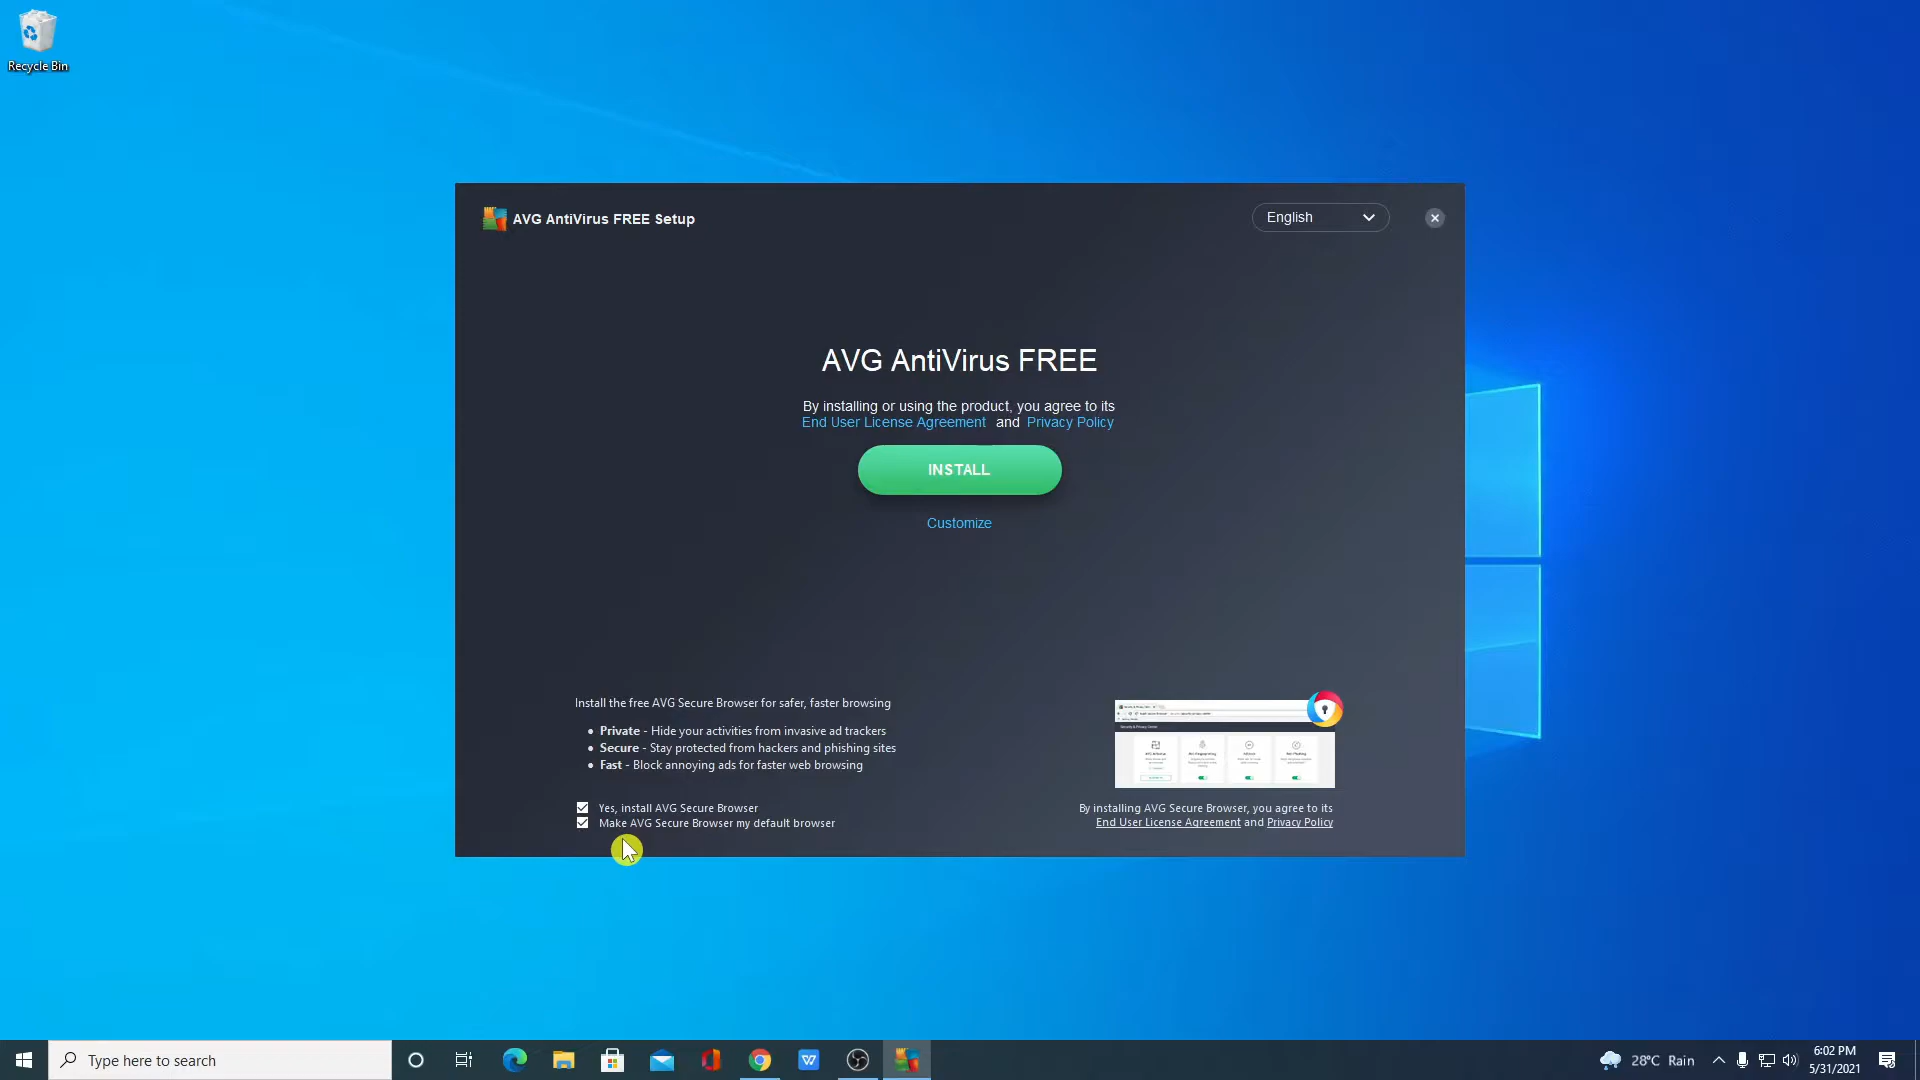 Recycle Bin
AVG AntiVirus FREE Setup
English
AVG AntiVirus FREE
By installing or using the product, you agree to its
End User License Agreement and Privacy Policy
INSTALL
Customize
Install the free AVG Secure Browser for safer, faster browsing
• Private - Hide your activities from invasive ad trackers
• Secure - Stay protected from hackers and phishing sites
• Fast - Block annoying ads for faster web browsing
Yes, install AVG Secure Browser
Make AVG Secure Browser my default browser
By installing AVG Secure Browser, you agree to its
End User License Agreement and Privacy Policy
Type here to search
28°C Rain
6:02 PM
5/31/2021